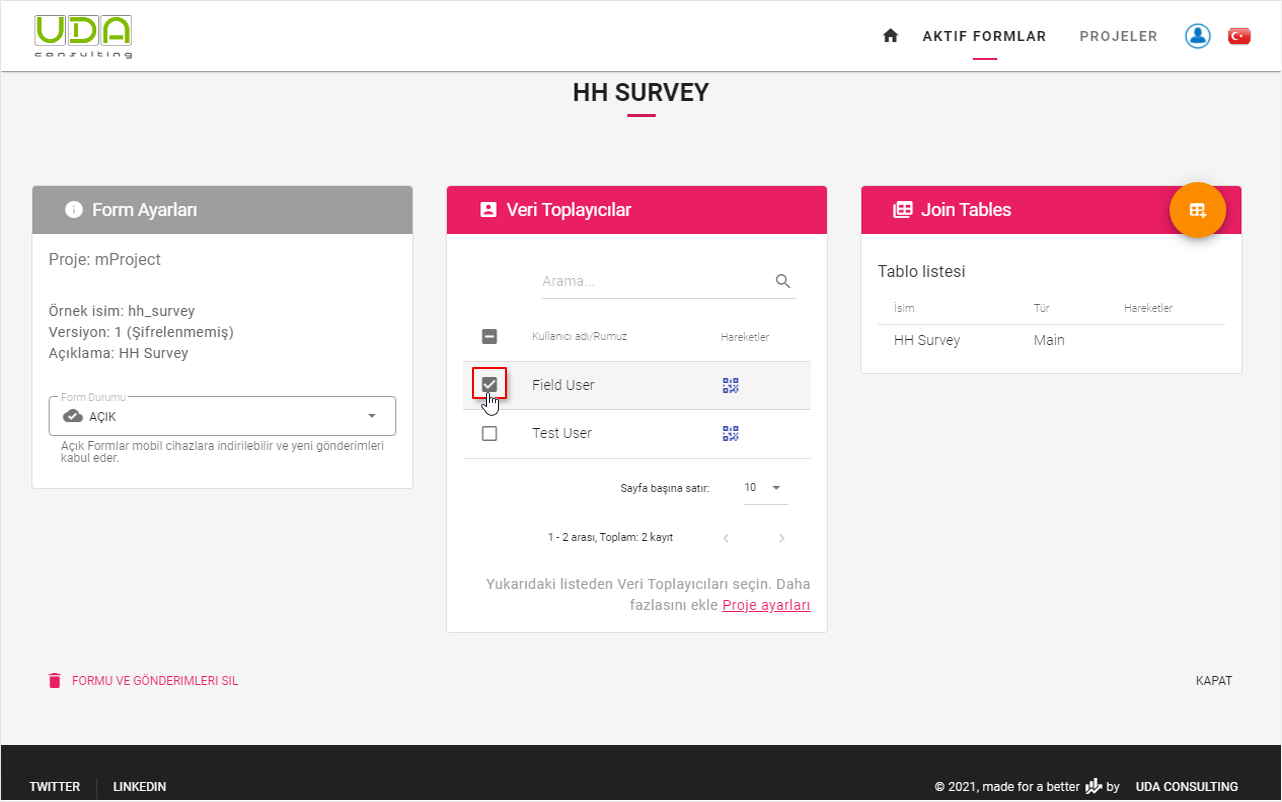 UDA
consulting
AKTIF FORMLAR
PROJELER
HH SURVEY
Form Ayarları
Proje: mProject
Örnek isim: hh_survey
Versiyon: 1 (Şifrelenmemiş)
Açıklama: HH Survey
Form Durumu
AÇIK
Açık Formlar mobil cihazlara indirilebilir ve yeni gönderimleri
kabul eder.
Veri Toplayıcılar
Arama...
Kullanıcı adı/Rumuz Hareketler
Field User
Test User
Sayfa başına satır: 10
1 - 2 arası, Toplam: 2 kayıt
Yukarıdaki listeden Veri Toplayıcıları seçin. Daha
fazlasını ekle Proje ayarları
Join Tables
Tablo listesi
İsim Tür Hareketler
HH Survey Main
FORMU VE GÖNDERIMLERI SIL
KAPAT
TWITTER LINKEDIN
© 2021, made for a better by UDA CONSULTING